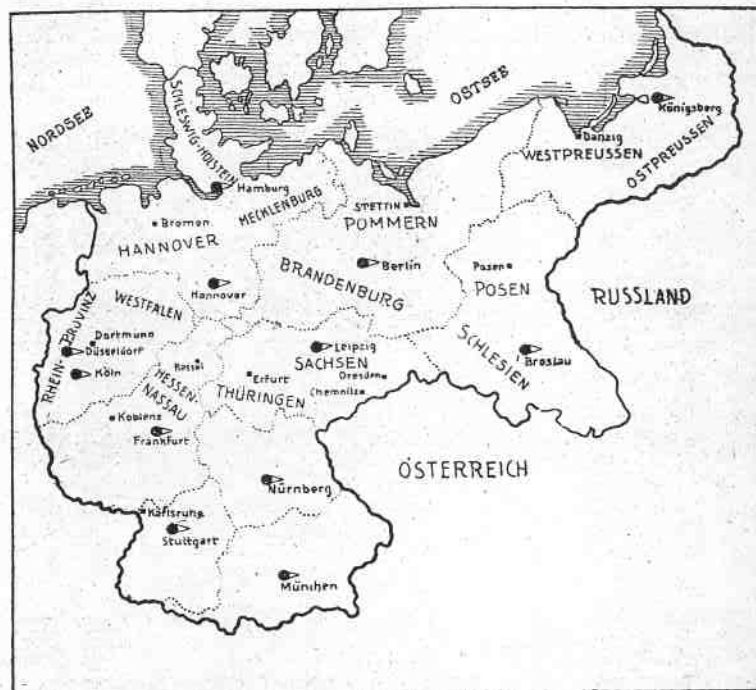 NORDSEE
OSTSEE
SCHLESWIG-HOLSTEIN
Königsberg
Danzig
WESTPREUSSEN
OSTPREUSSEN
Hamburg
MECKLENBURG
STETTIN
POMMERN
Bremen
HANNOVER
Berlin
BRANDENBURG
Hannover
Posen
POSEN
RUSSLAND
WESTFALEN
RHEIN-PROVINZ
Dortmund
Düsseldorf
Köln
Kassel
HESSEN
NASSAU
Leipzig
SACHSEN
Erfurt
THÜRINGEN
Dresden
Chemnitz
SCHLESIEN
Breslau
Koblenz
Frankfurt
ÖSTERREICH
Nürnberg
Karlsruhe
Stuttgart
München